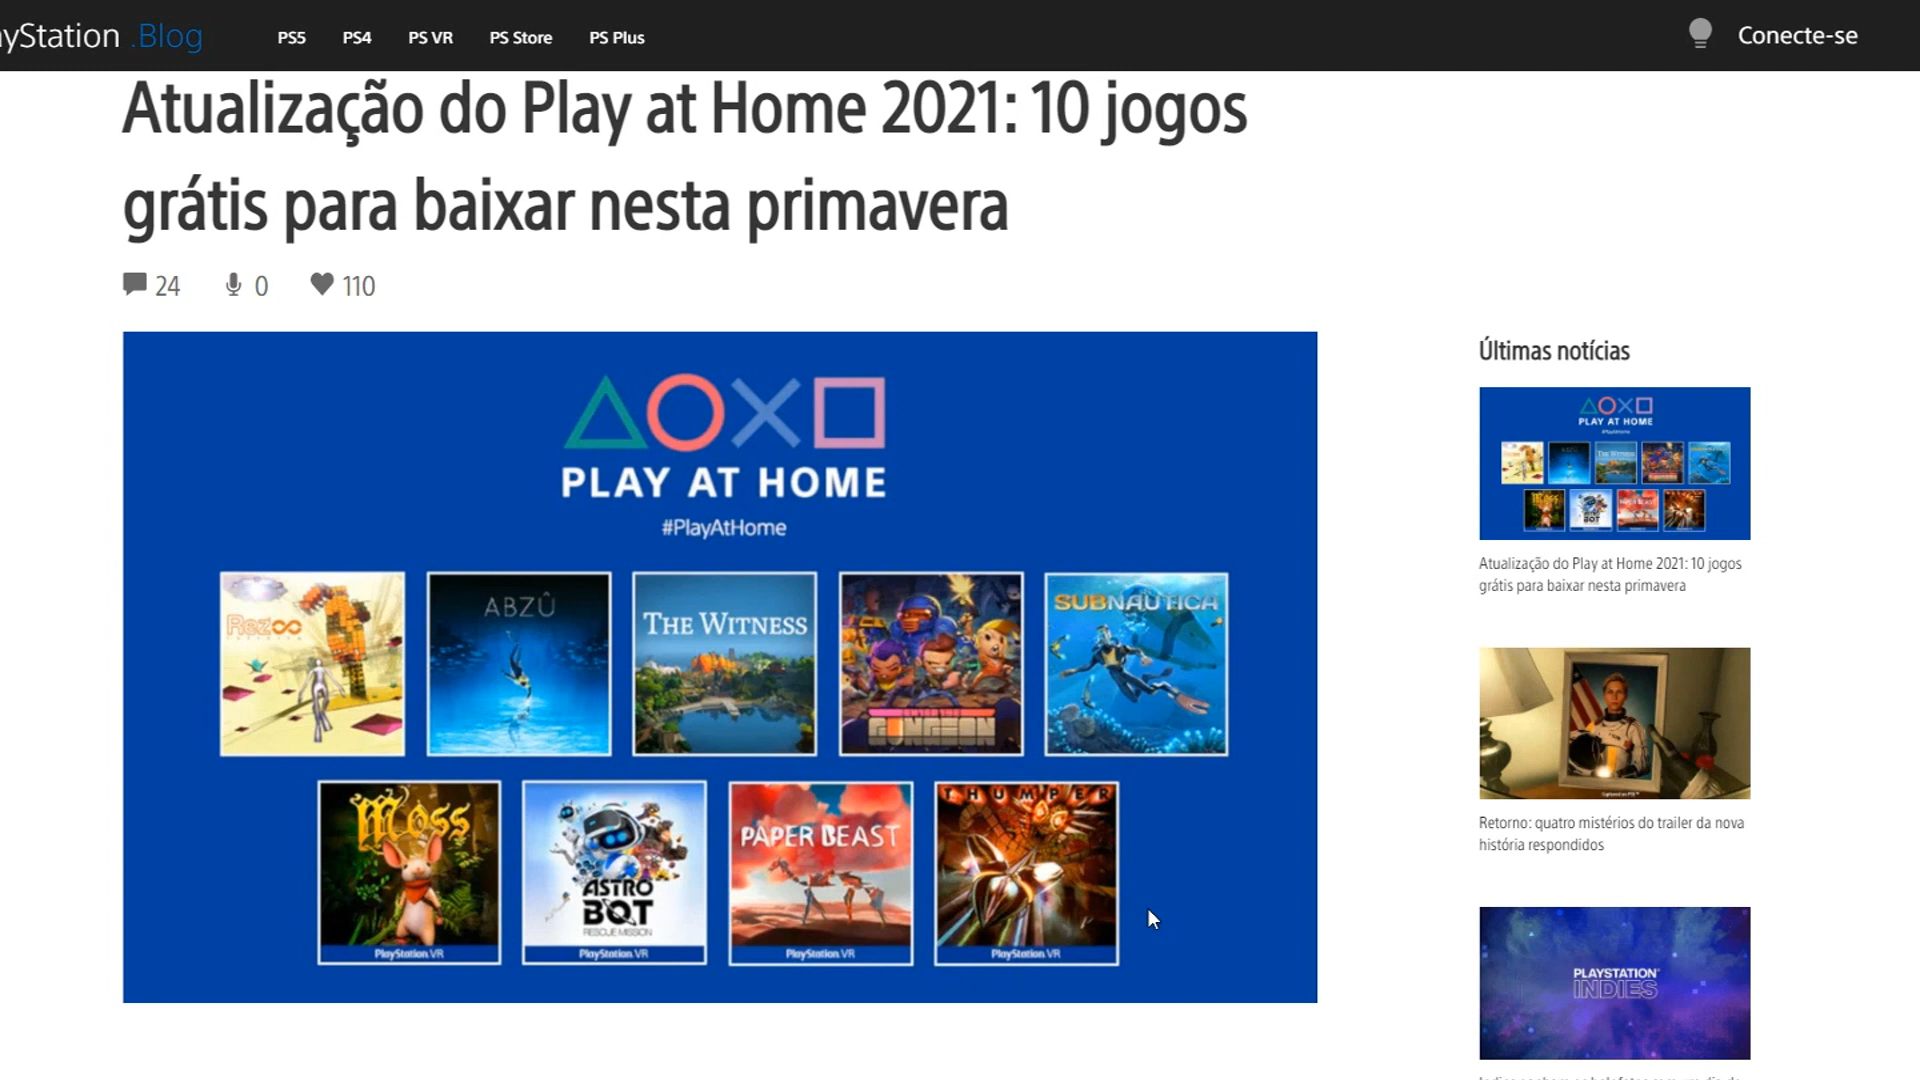 ayStation .Blog PS5 PS4 PS VR PS Store PS Plus Conecte-se
Atualização do Play at Home 2021: 10 jogos
grátis para baixar nesta primavera
24 0 110
PLAY AT HOME
#PlayAtHome
Rez∞
ABZÛ
THE WITNESS
GUNGEON
SUBNAUTICA
MOSS
PlayStation.VR
ASTRO
BOT
RESCUE MISSION
PlayStation.VR
PAPER BEAST
PlayStation.VR
THUMPER
PlayStation.VR
Últimas notícias
PLAY AT HOME
Atualização do Play at Home 2021: 10 jogos
grátis para baixar nesta primavera
Retorno: quatro mistérios do trailer da nova
história respondidos
PLAYSTATION
INDIES